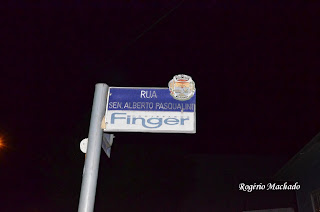 RUA
SEN. ALBERTO PASQUALINI
Finger
Rogério Machado